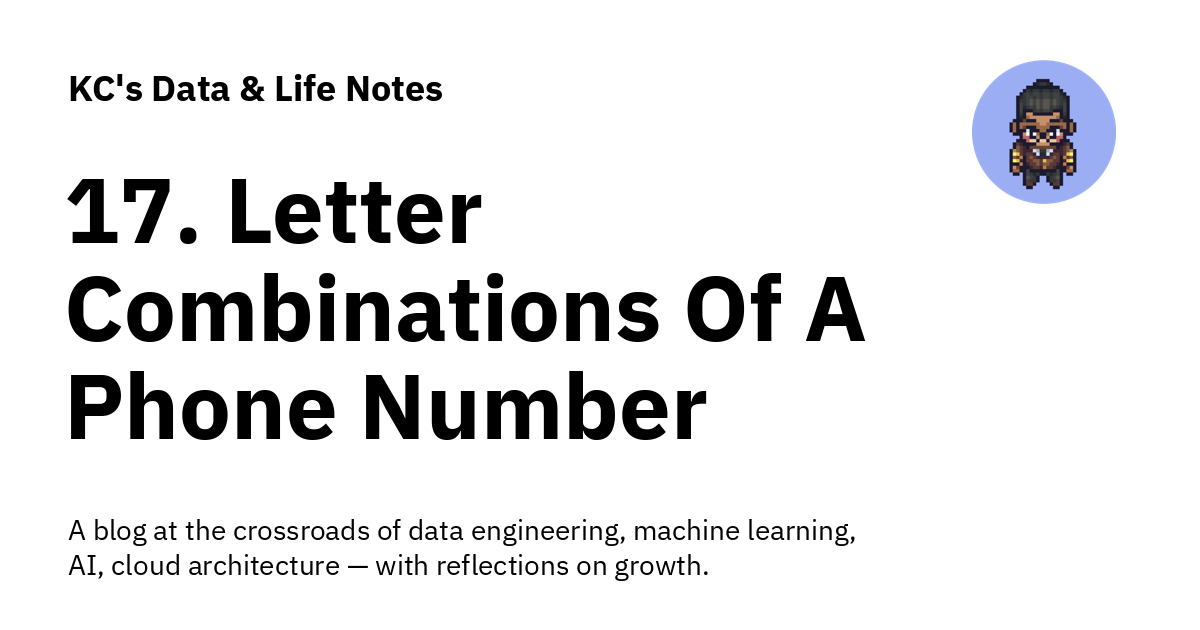 KC's Data & Life Notes
17. Letter
Combinations Of A
Phone Number
A blog at the crossroads of data engineering, machine learning,
AI, cloud architecture — with reflections on growth.